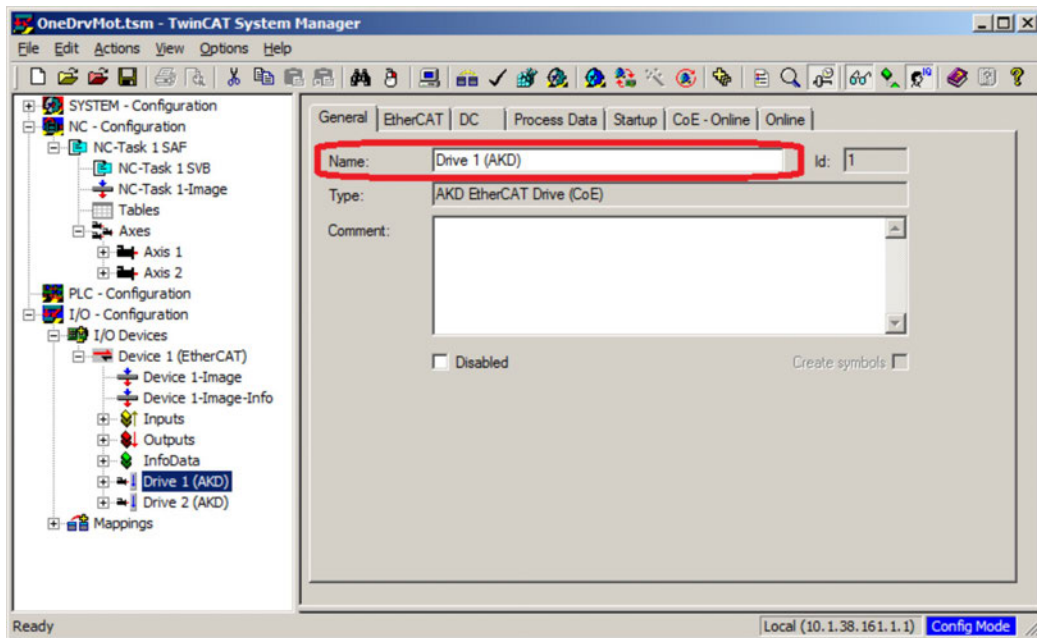 OneDrvMot.tsm - TwinCAT System Manager
File Edit Actions View Options Help
SYSTEM - Configuration
NC - Configuration
NC-Task 1 SAF
NC-Task 1 SVB
NC-Task 1-Image
Tables
Axes
Axis 1
Axis 2
PLC - Configuration
I/O - Configuration
I/O Devices
Device 1 (EtherCAT)
Device 1-Image
Device 1-Image-Info
Inputs
Outputs
InfoData
Drive 1 (AKD)
Drive 2 (AKD)
Mappings
General EtherCAT DC Process Data Startup CoE - Online Online
Name: Drive 1 (AKD) Id: 1
Type: AKD EtherCAT Drive (CoE)
Comment:
Disabled Create symbols
Ready Local (10.1.38.161.1.1) Config Mode